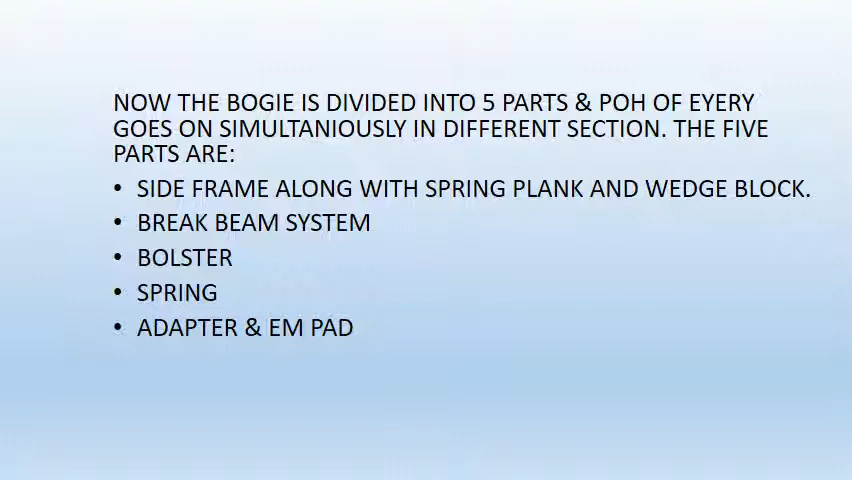 NOW THE BOGIE IS DIVIDED INTO 5 PARTS & POH OF EYERY
GOES ON SIMULTANIOUSLY IN DIFFERENT SECTION. THE FIVE
PARTS ARE:
• SIDE FRAME ALONG WITH SPRING PLANK AND WEDGE BLOCK.
• BREAK BEAM SYSTEM
• BOLSTER
• SPRING
• ADAPTER & EM PAD